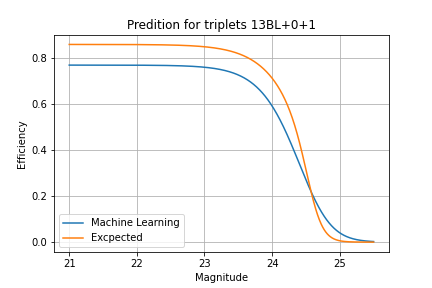 Predition for triplets 13BL+0+1
0.8
0.6
0.4
0.2
0.0
Efficiency
Machine Learning
Excpected
21 22 23 24 25
Magnitude